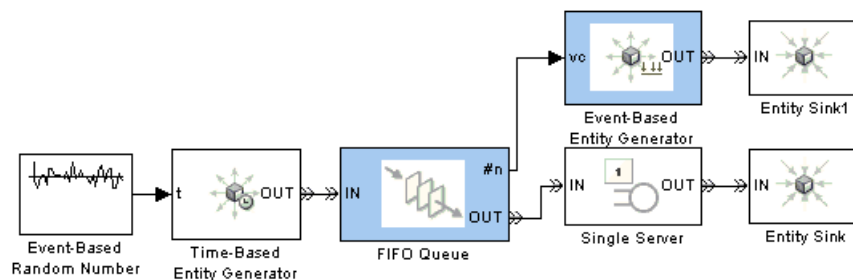 vc
OUT
IN
Entity Sink1
Event-Based
Entity Generator
#n
t
OUT
IN
OUT
IN
1
OUT
IN
Event-Based
Random Number
Time-Based
Entity Generator
FIFO Queue
Single Server
Entity Sink